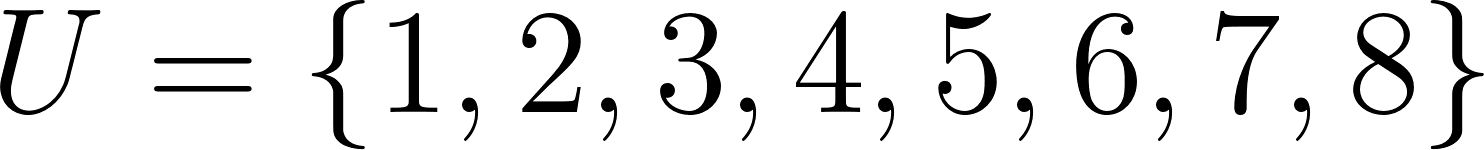 U = {1, 2, 3, 4, 5, 6, 7, 8}